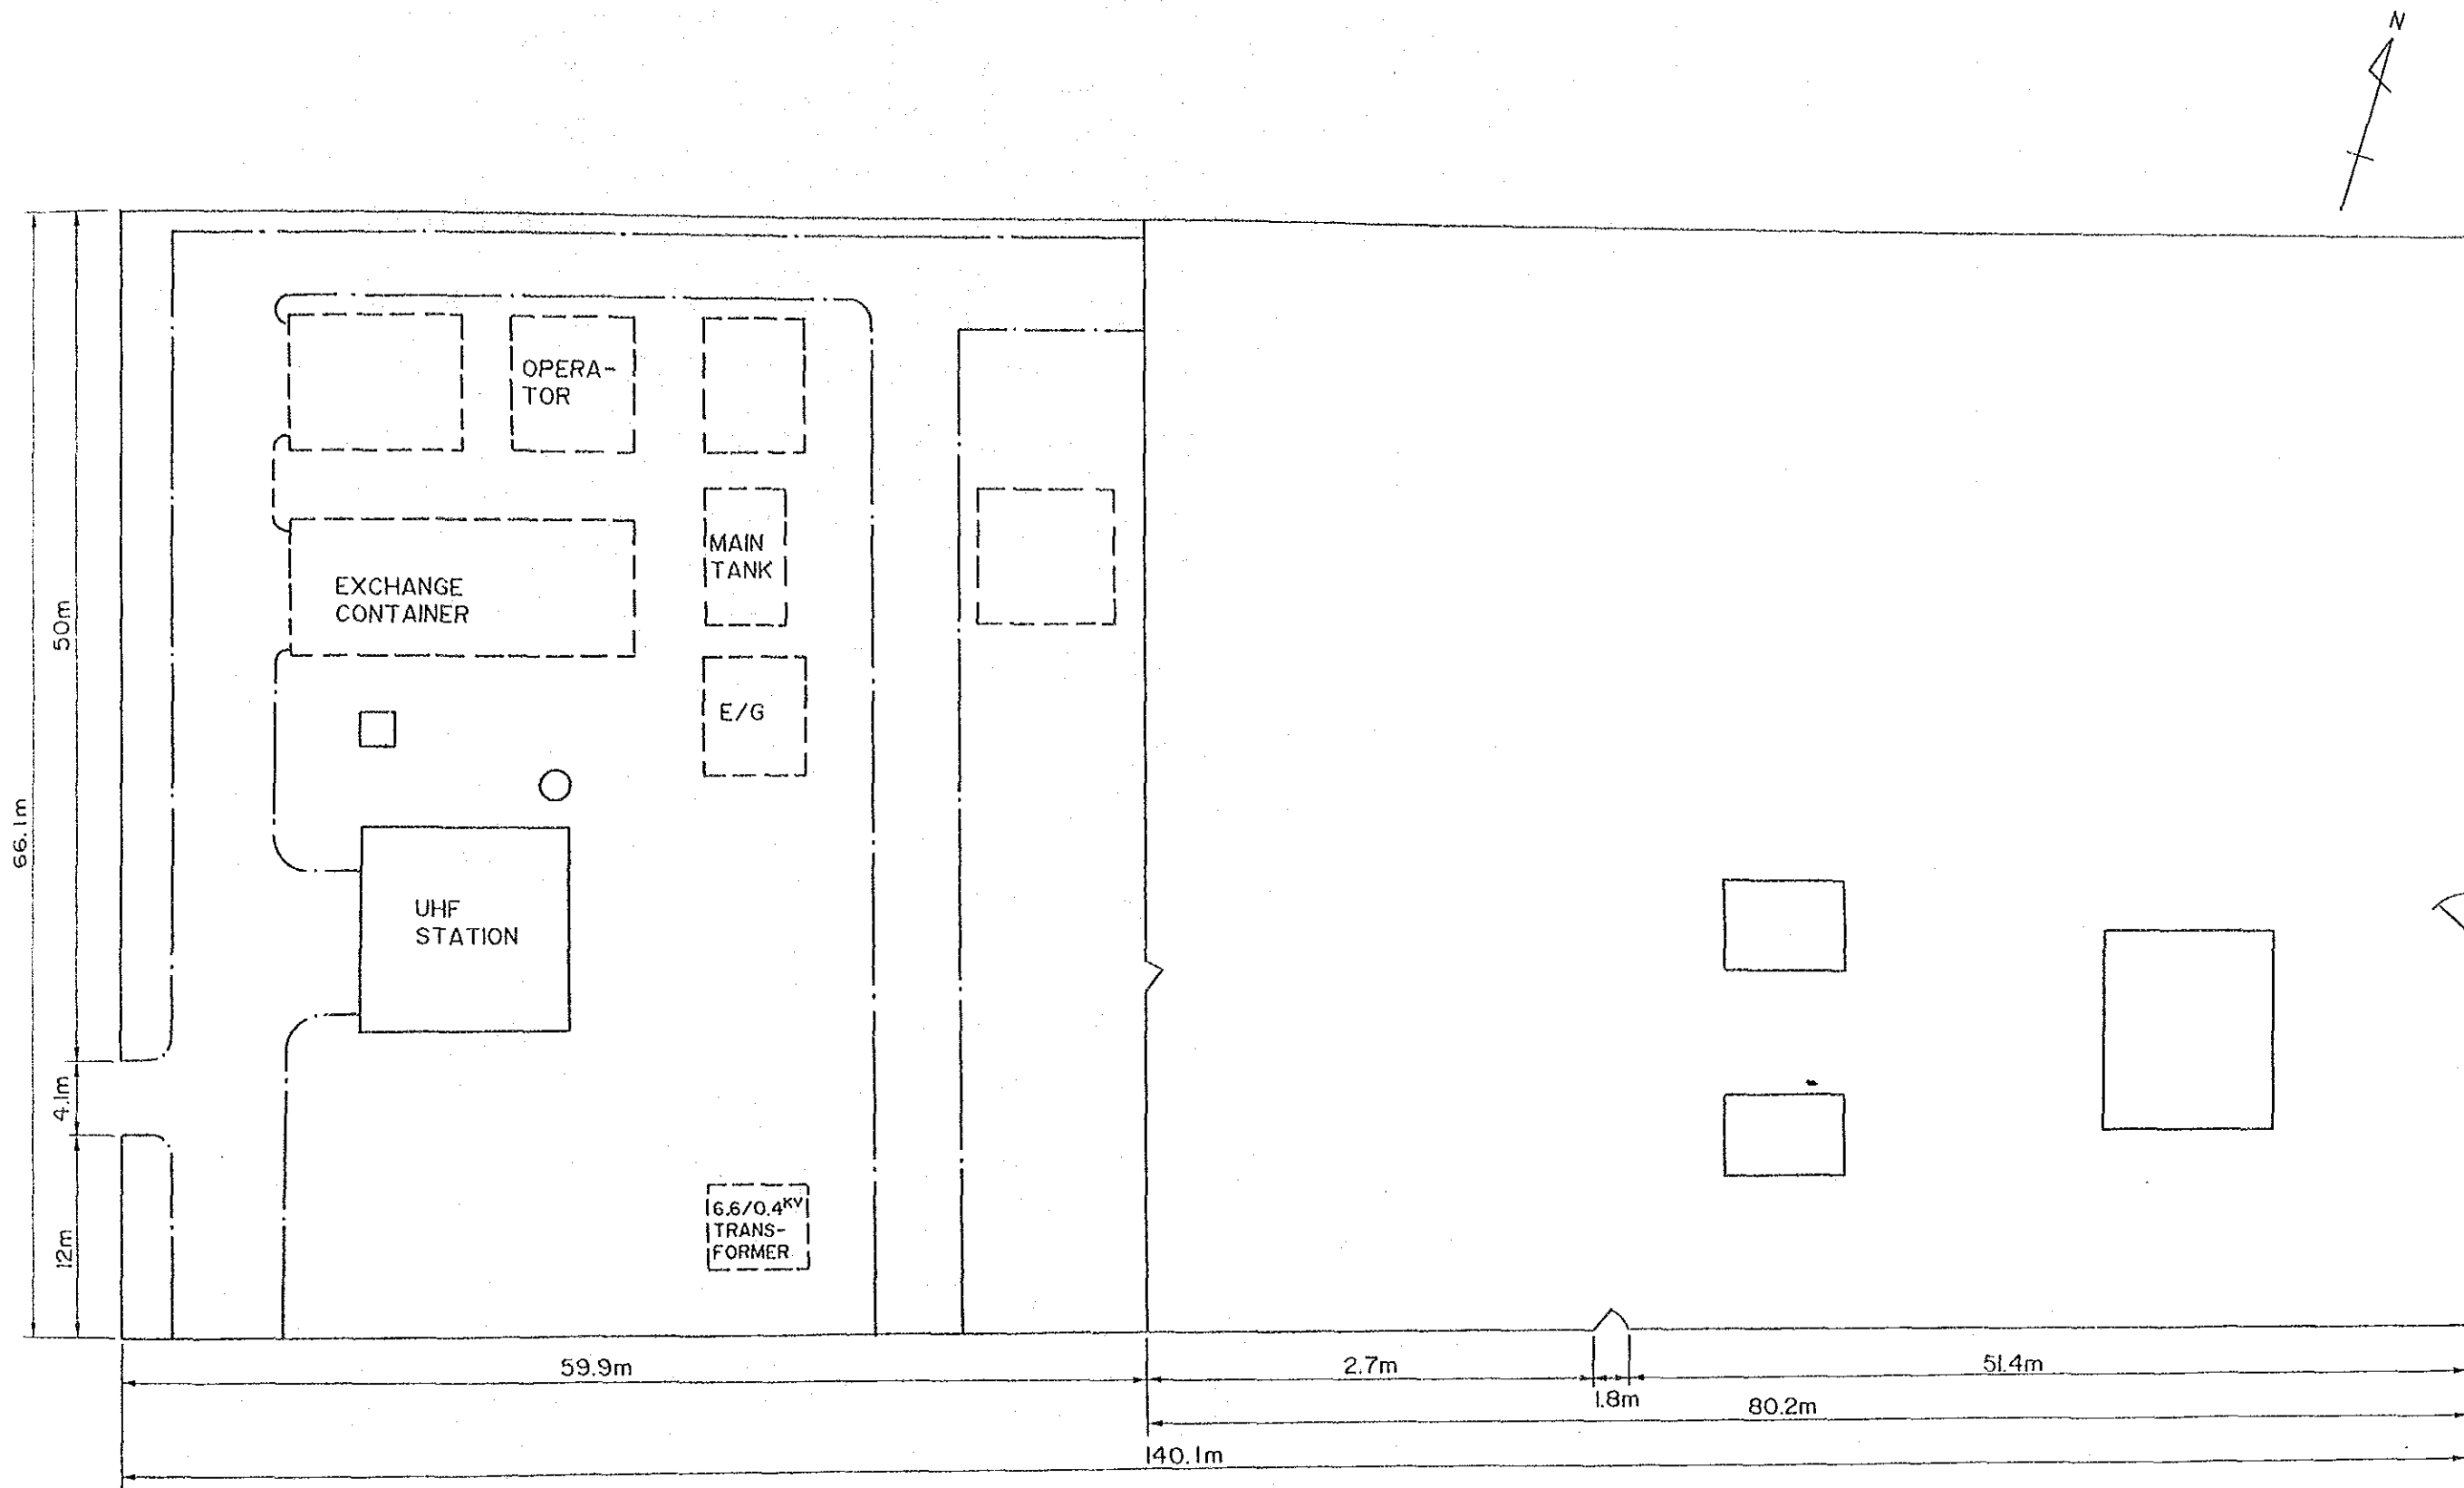 N
OPERA-
TOR
MAIN
TANK
EXCHANGE
CONTAINER
50m
E/G
66.1m
UHF
STATION
4.1m
12m
6.6/0.4KV
TRANS-
FORMER
59.9m
2.7m
51.4m
1.8m
80.2m
140.1m